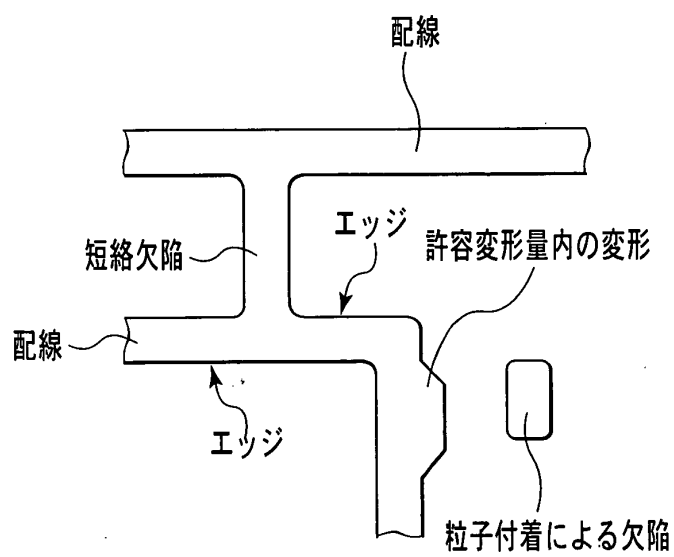 配線
エッジ
許容変形量内の変形
短絡欠陥
配線
エッジ
粒子付着による欠陥